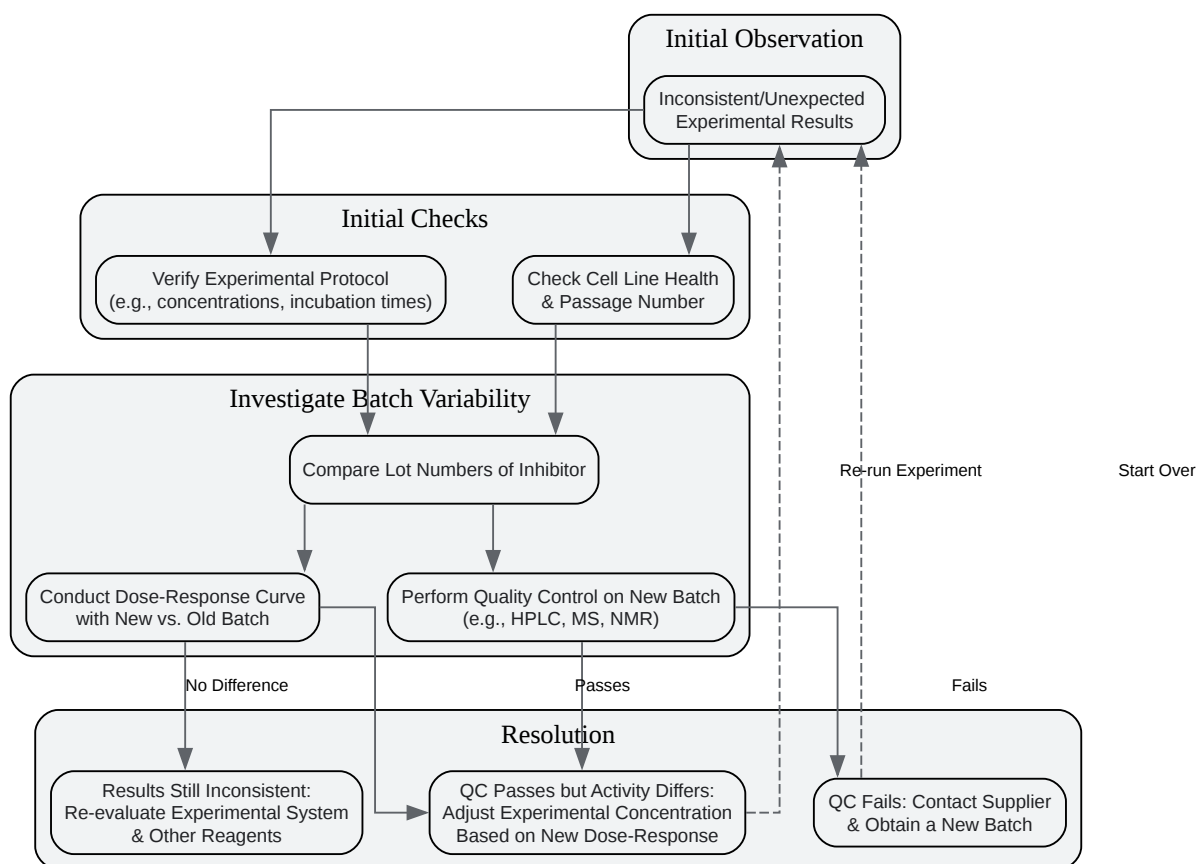 Initial Observation
Inconsistent/Unexpected
Experimental Results
Initial Checks
Verify Experimental Protocol
(e.g., concentrations, incubation times)
Check Cell Line Health
& Passage Number
Investigate Batch Variability
Compare Lot Numbers of Inhibitor
Re-run Experiment
Start Over
Conduct Dose-Response Curve
with New vs. Old Batch
Perform Quality Control on New Batch
(e.g., HPLC, MS, NMR)
No Difference
Passes
Fails
Resolution
Results Still Inconsistent:
Re-evaluate Experimental System
& Other Reagents
QC Passes but Activity Differs:
Adjust Experimental Concentration
Based on New Dose-Response
QC Fails: Contact Supplier
& Obtain a New Batch